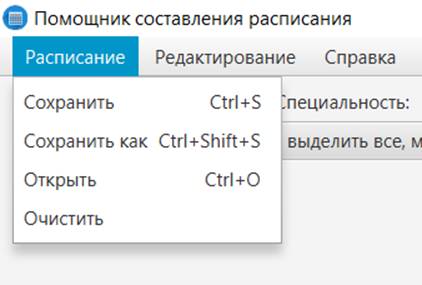 Помощник составления расписания
Расписание Редактирование Справка
Сохранить Ctrl+S Специальность:
Сохранить как Ctrl+Shift+S выделить все, м
Открыть Ctrl+O
Очистить